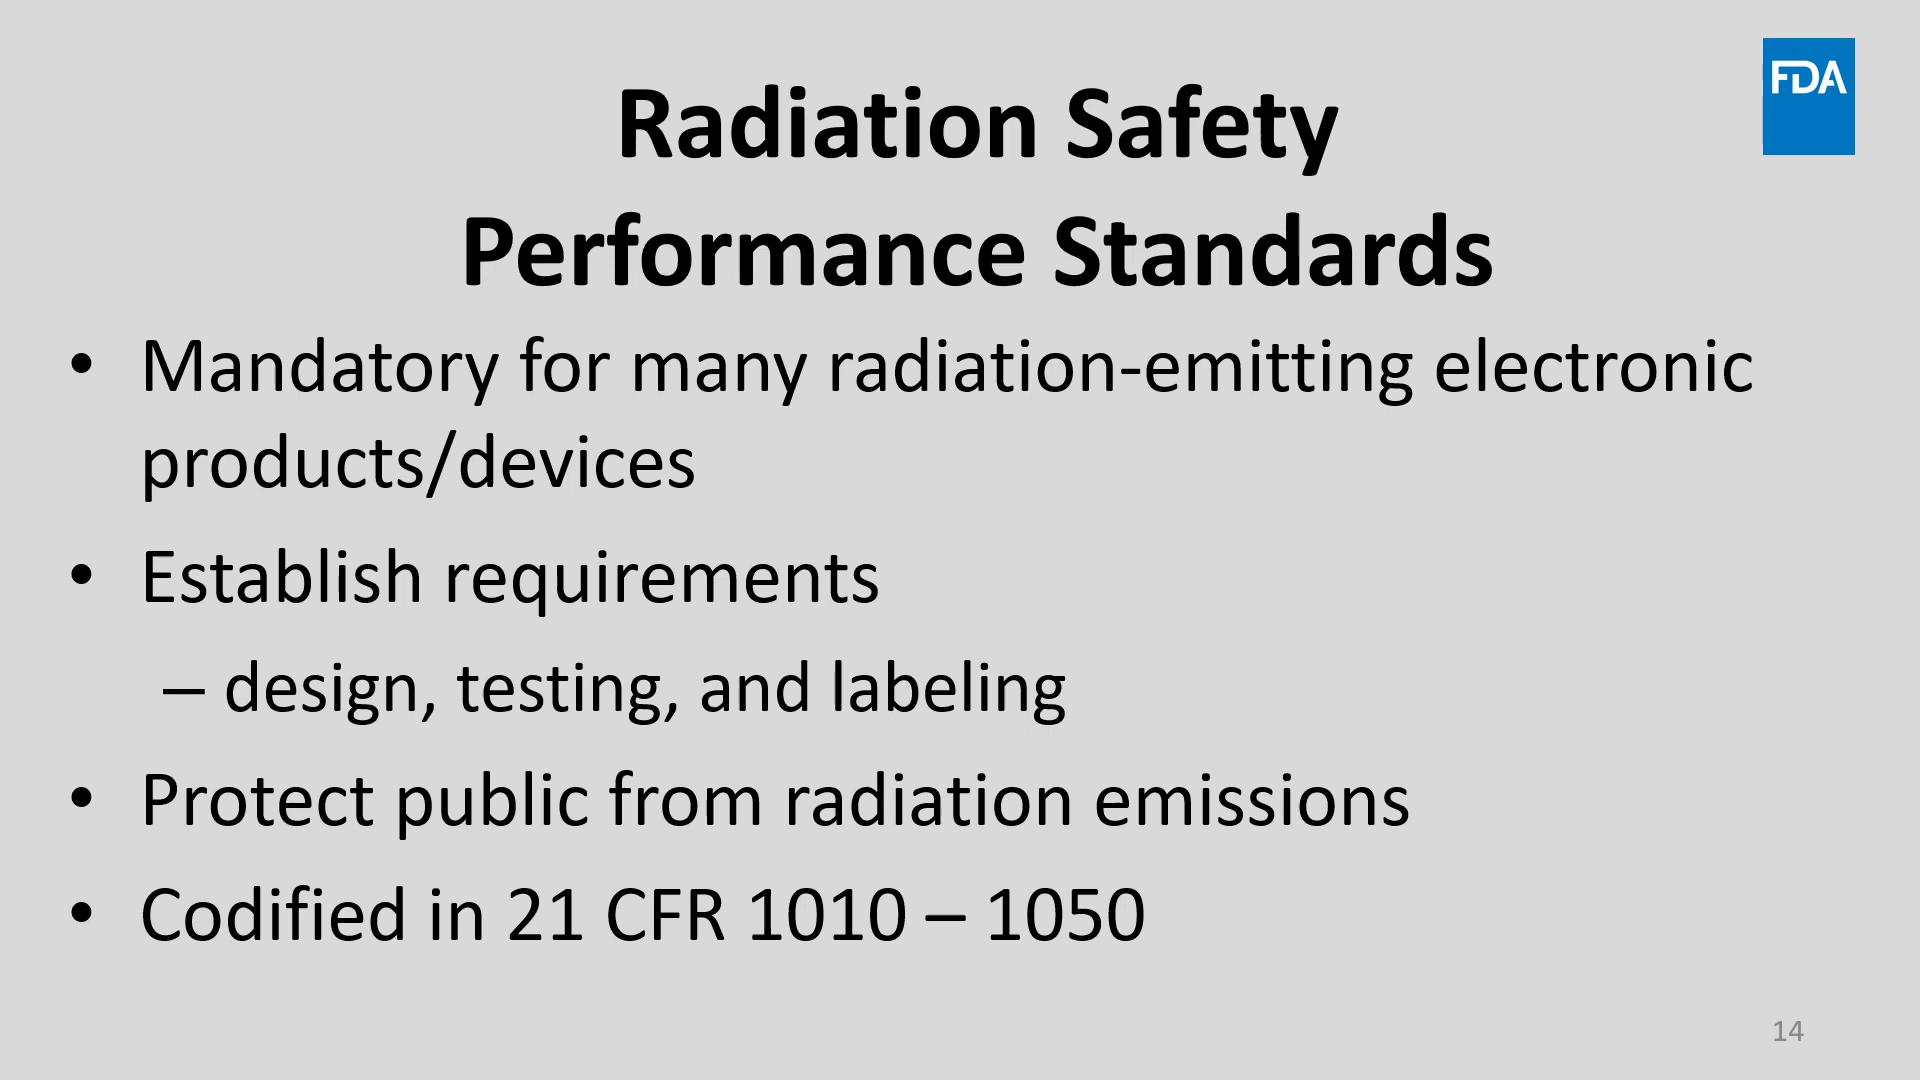 FDA
Radiation Safety
Performance Standards
• Mandatory for many radiation-emitting electronic
products/devices
• Establish requirements
– design, testing, and labeling
• Protect public from radiation emissions
• Codified in 21 CFR 1010 – 1050
14